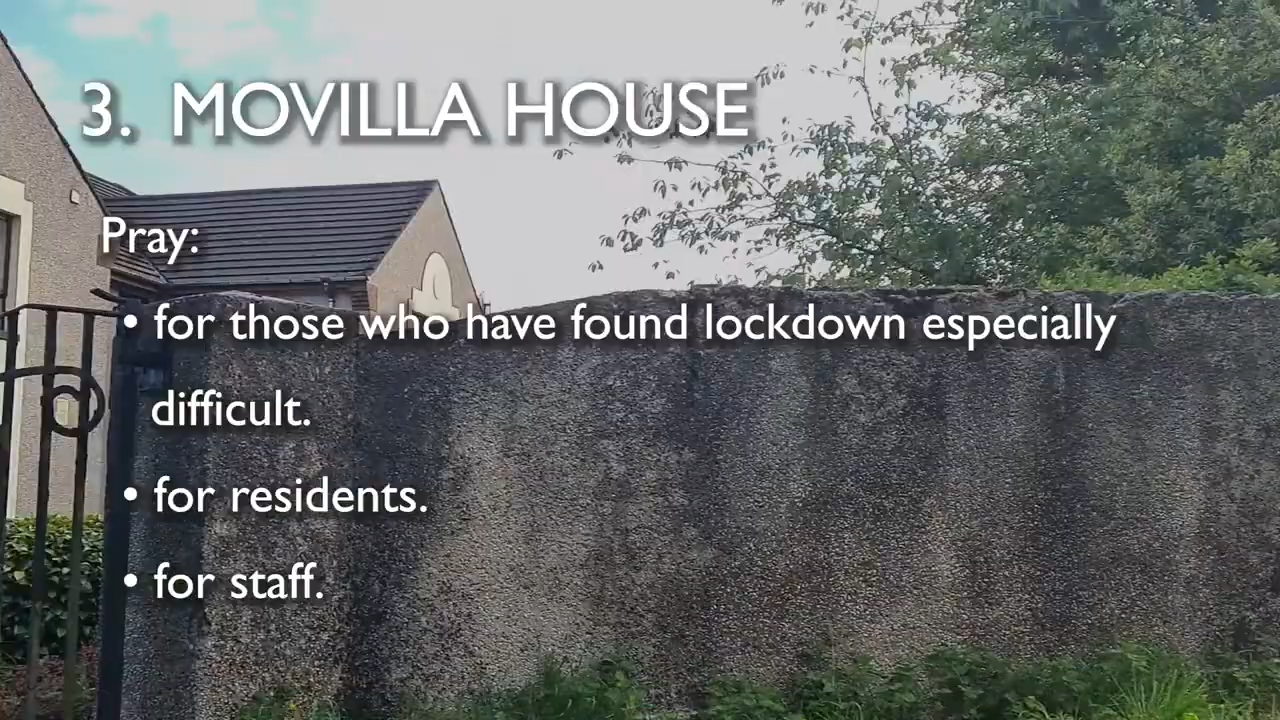 3. MOVILLA HOUSE
Pray:
• for those who have found lockdown especially
difficult.
• for residents.
• for staff.